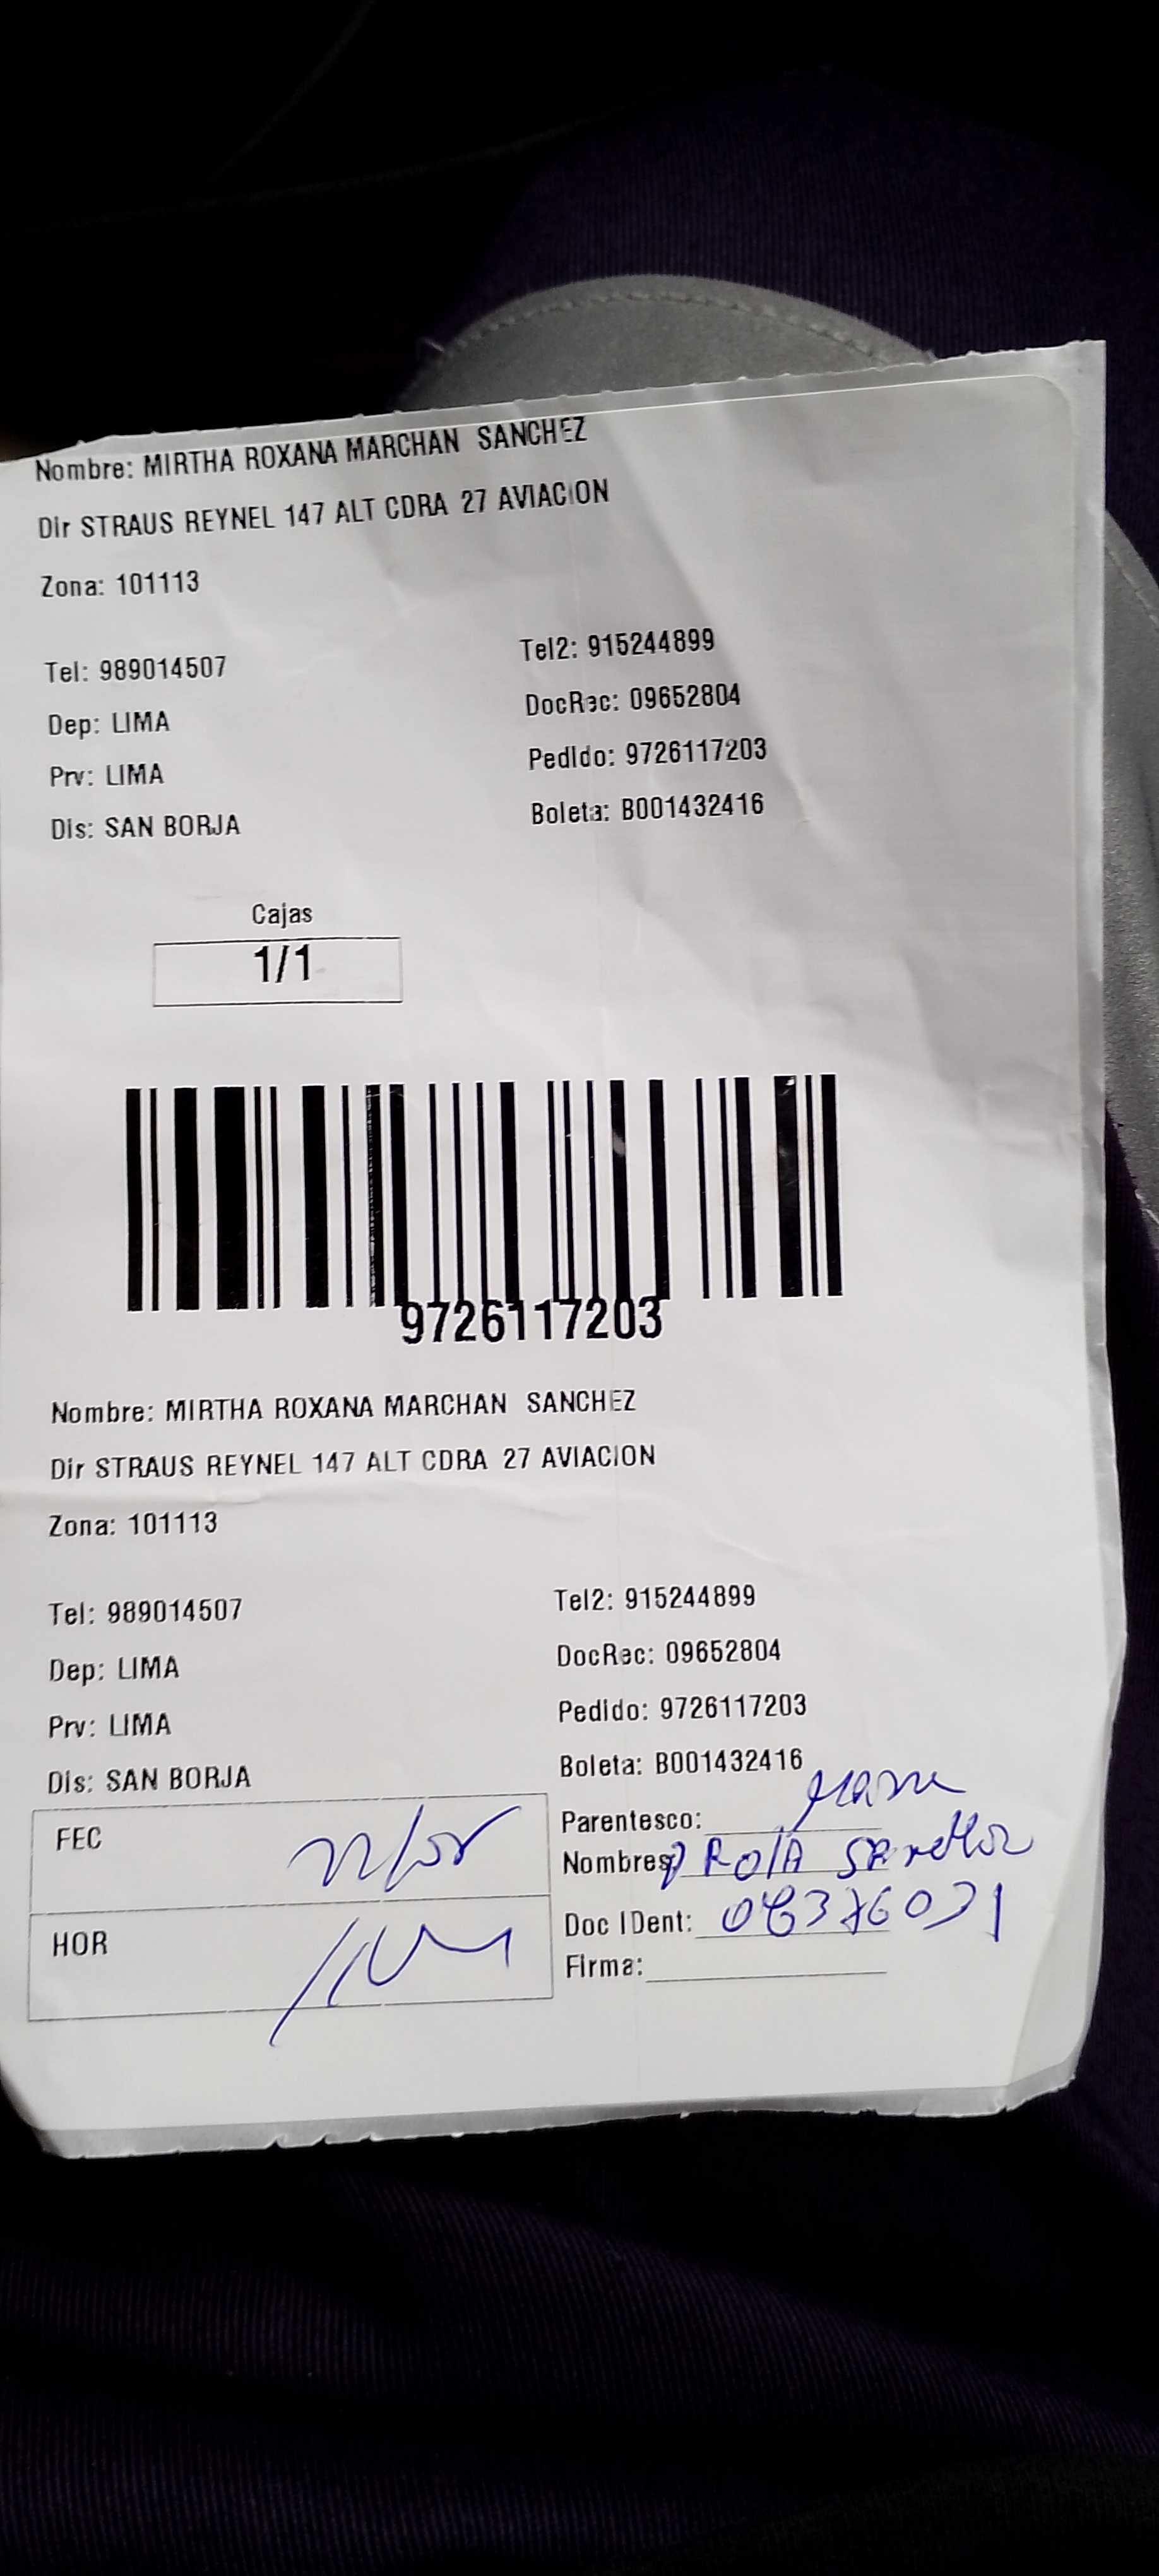 Nombre: MIRTHA ROXANA MARCHAN SANCHEZ
Dir STRAUS REYNEL 147 ALT CDRA 27 AVIACION
Zona: 101113
Tel: 989014507 Tel2: 915244899
Dep: LIMA DocRec: 09652804
Prv: LIMA Pedido: 9726117203
Dis: SAN BORJA Boleta: B001432416
Cajas
1/1
9726117203
Nombre: MIRTHA ROXANA MARCHAN SANCHEZ
Dir STRAUS REYNEL 147 ALT CDRA 27 AVIACION
Zona: 101113
Tel: 989014507 Tel2: 915244899
Dep: LIMA DocRec: 09652804
Prv: LIMA Pedido: 9726117203
Dis: SAN BORJA Boleta: B001432416
FEC Parentesco:
Nombres
HOR Doc IDent:
Firma: